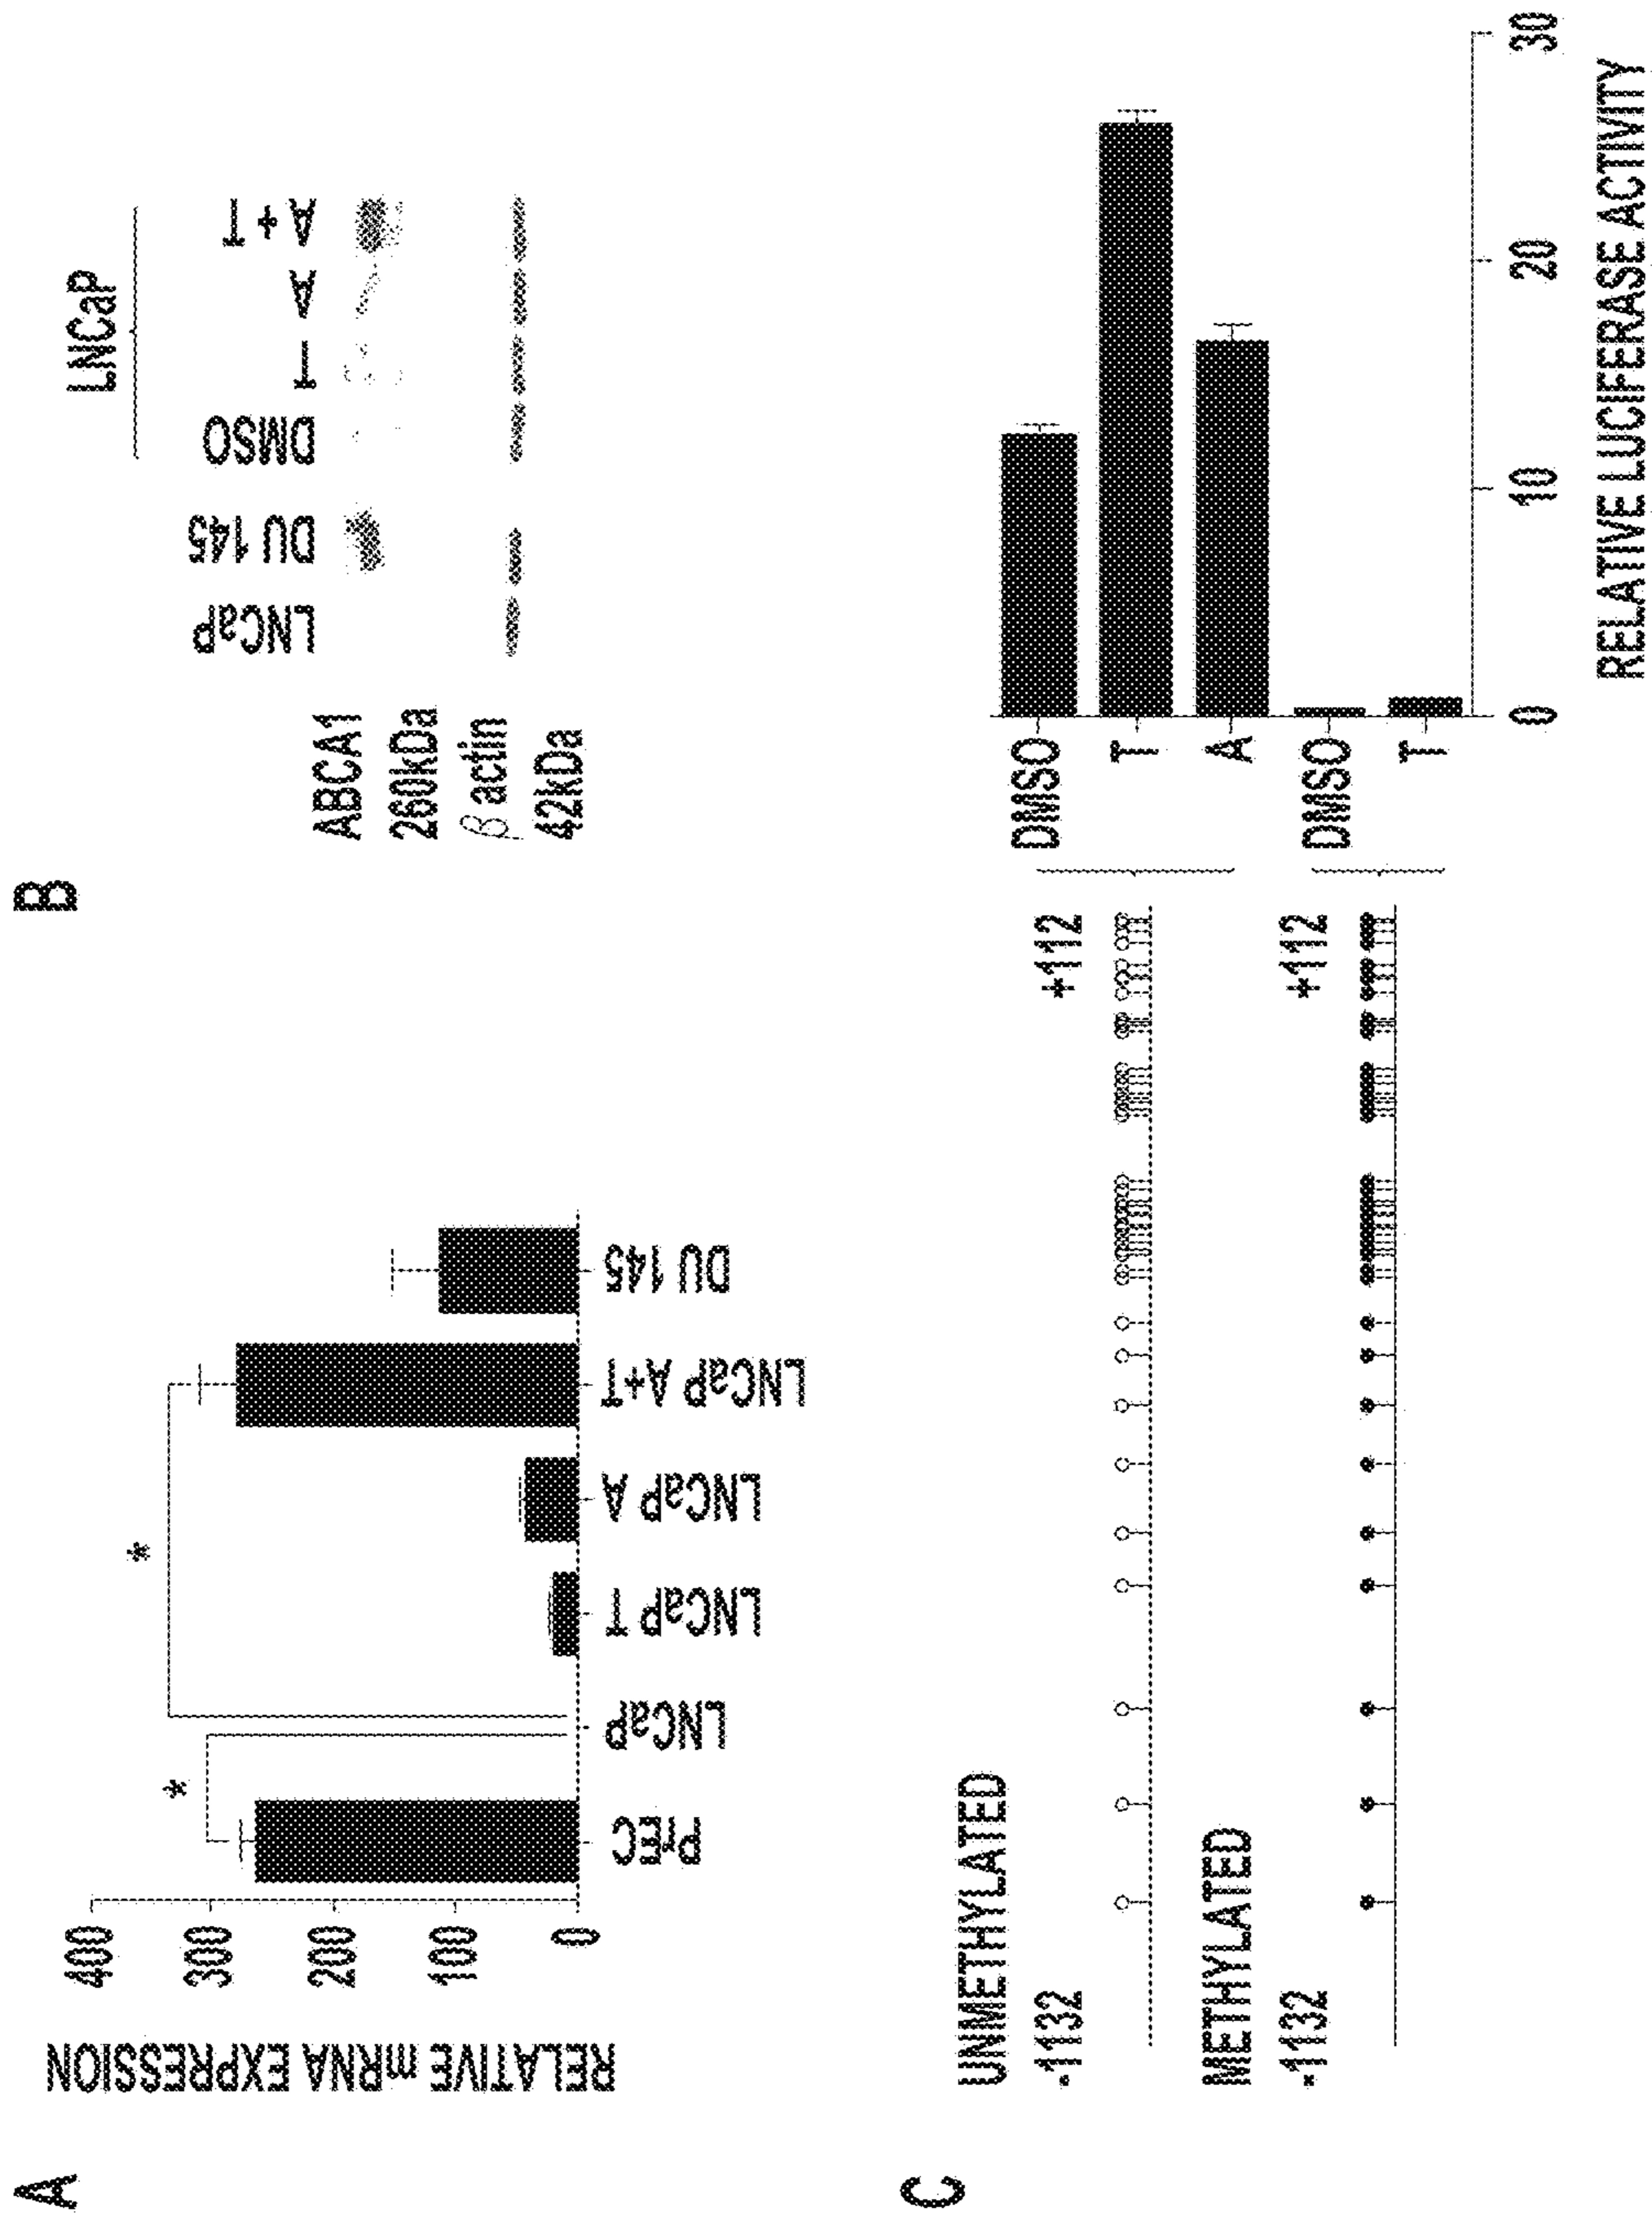 A
RELATIVE mRNA EXPRESSION
400
300
200
100
0
*
*
PrEC
LNCaP
LNCaP T
LNCaP A
LNCaP A+T
DU 145
B
LNCaP
LNCaP
DU 145
DMSO
T
A
A+T
ABCA1
260kDa
β actin
42kDa
C
UNMETHYLATED
-1132
+112
METHYLATED
-1132
+112
DMSO
T
A
DMSO
T
0
10
20
30
RELATIVE LUCIFERASE ACTIVITY